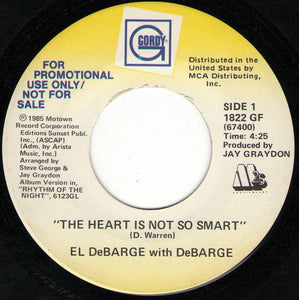 GORDY
FOR
PROMOTIONAL
USE ONLY/
NOT FOR
SALE
℗ 1985 Motown
Record Corporation
Editions Sunset Publ.
Inc., (ASCAP)
(Adm. by Arista
Music, Inc.)
Arranged by
Steve George &
Jay Graydon
Album Version in,
"RHYTHM OF THE
NIGHT", 6123GL
Distributed in the
United States by
MCA Distributing,
Inc.
SIDE 1
1822 GF
(67400)
Time: 4:25
Produced by
JAY GRAYDON
"THE HEART IS NOT SO SMART"
(D. Warren)
EL DeBARGE with DeBARGE